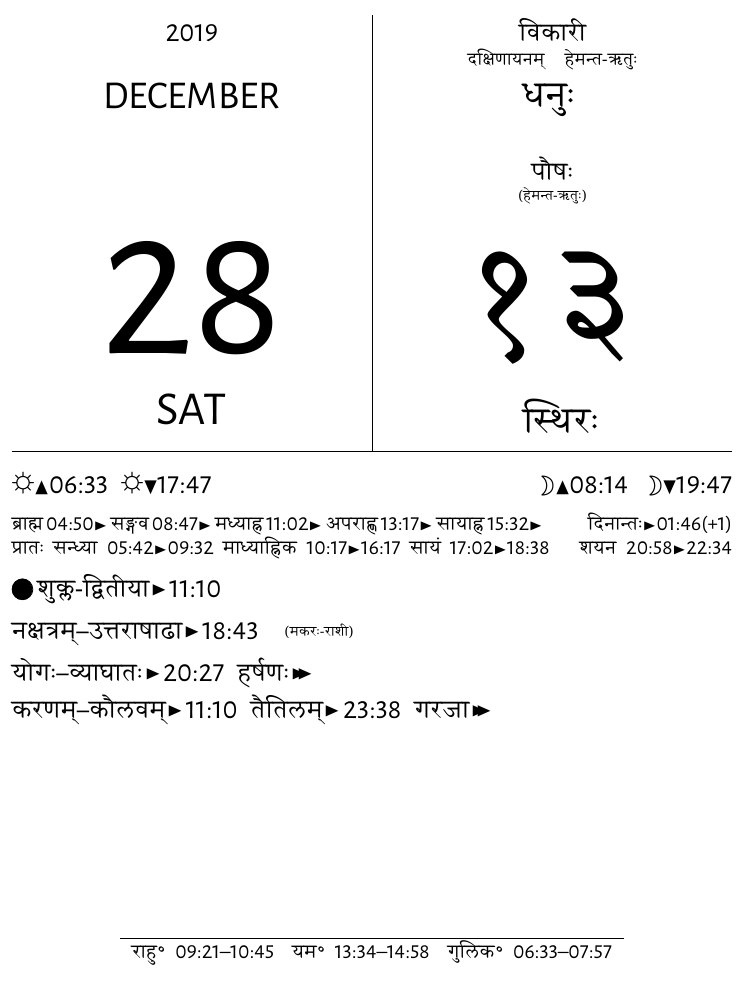 2019
DECEMBER
28
SAT
विकारी
दक्षिणायनम् हेमन्त-ऋतुः
धनुः
पौषः
(हेमन्त-ऋतुः)
१३
स्थिरः
☼▲06:33 ☼▼17:47 ☽▲08:14 ☽▼19:47
ब्राह्म 04:50► सङ्गव 08:47► मध्याह्न 11:02► अपराह्ण 13:17► सायाह्न 15:32► दिनान्तः►01:46(+1)
प्रातः सन्ध्या 05:42►09:32 माध्याह्निक 10:17►16:17 सायं 17:02►18:38 शयन 20:58►22:34
●शुक्ल-द्वितीया►11:10
नक्षत्रम्–उत्तराषाढा►18:43 (मकरः-राशी)
योगः–व्याघातः►20:27 हर्षणः►►
करणम्–कौलवम्►11:10 तैतिलम्►23:38 गरजा►►
राहु॰ 09:21–10:45 यम॰ 13:34–14:58 गुलिक॰ 06:33–07:57